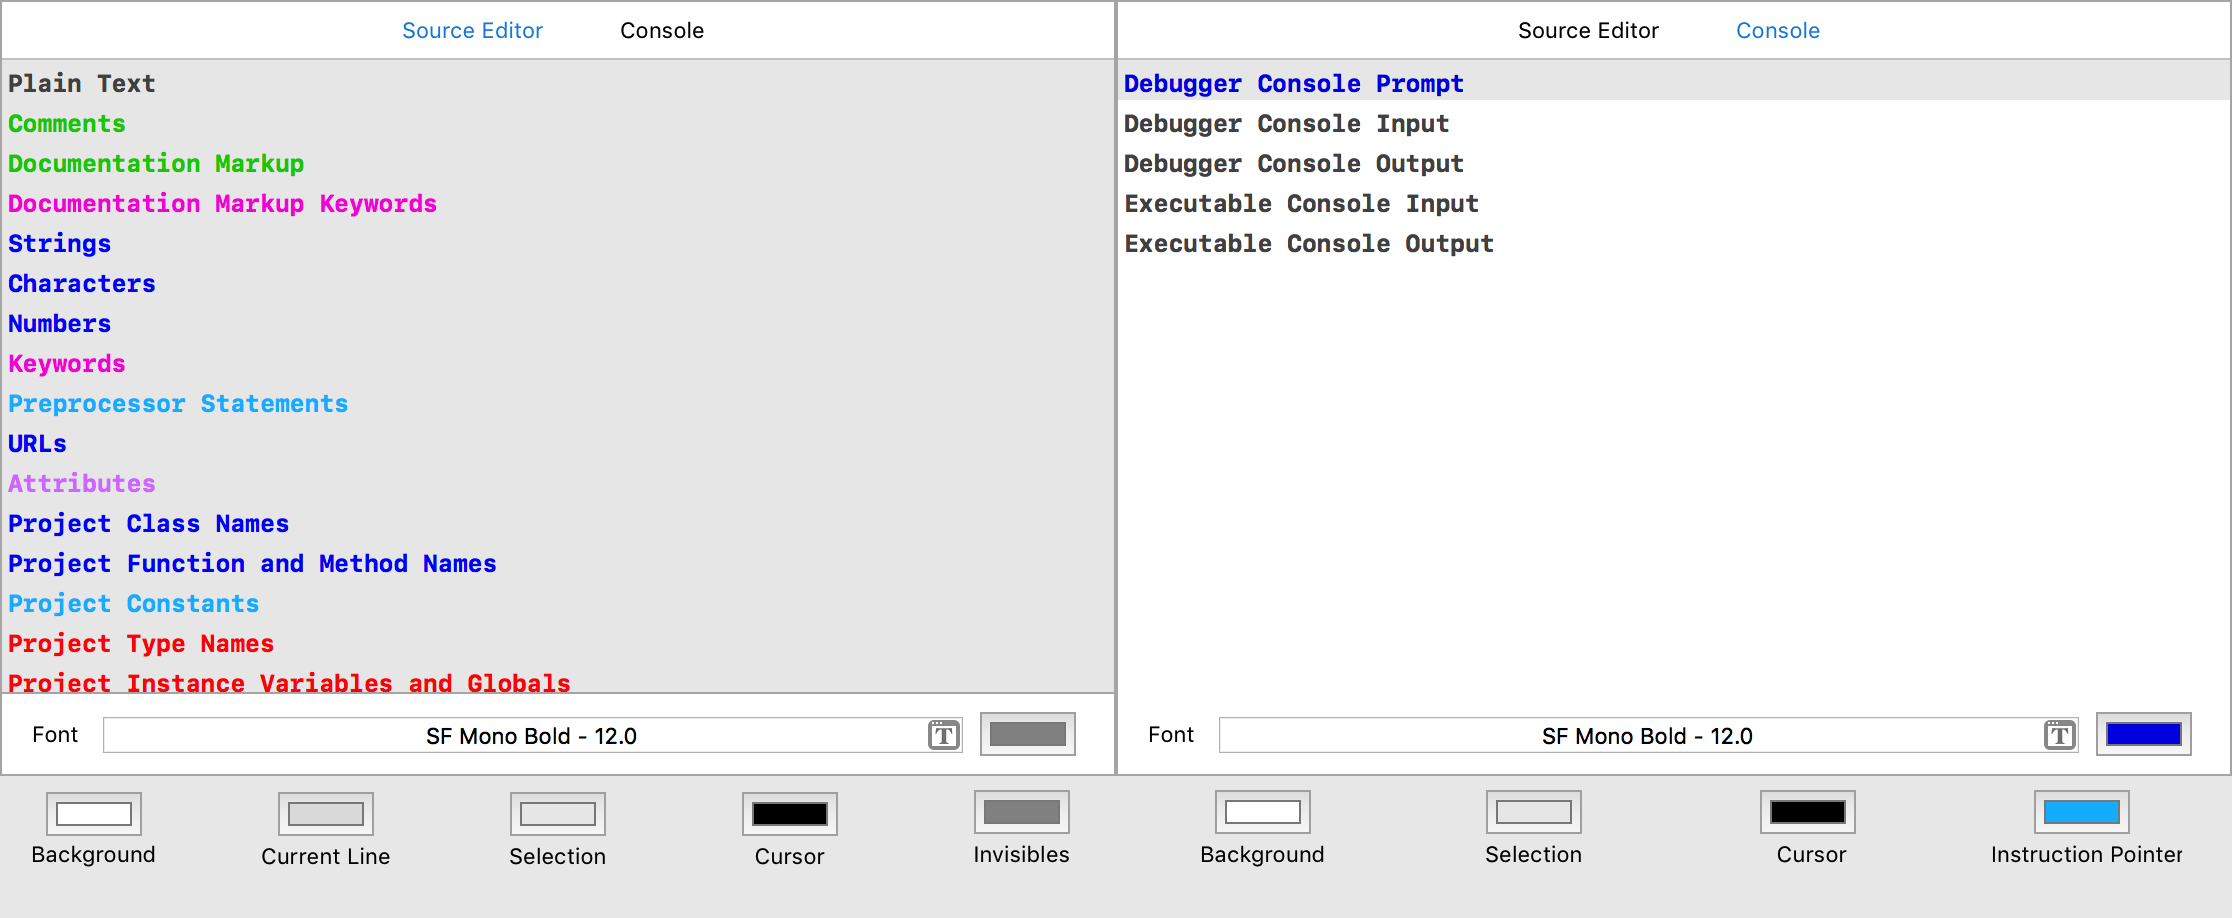 Source Editor Console
Plain Text
Comments
Documentation Markup
Documentation Markup Keywords
Strings
Characters
Numbers
Keywords
Preprocessor Statements
URLs
Attributes
Project Class Names
Project Function and Method Names
Project Constants
Project Type Names
Project Instance Variables and Globals
Font SF Mono Bold - 12.0 T
Background Current Line Selection Cursor Invisibles
Source Editor Console
Debugger Console Prompt
Debugger Console Input
Debugger Console Output
Executable Console Input
Executable Console Output
Font SF Mono Bold - 12.0 T
Background Selection Cursor Instruction Pointer